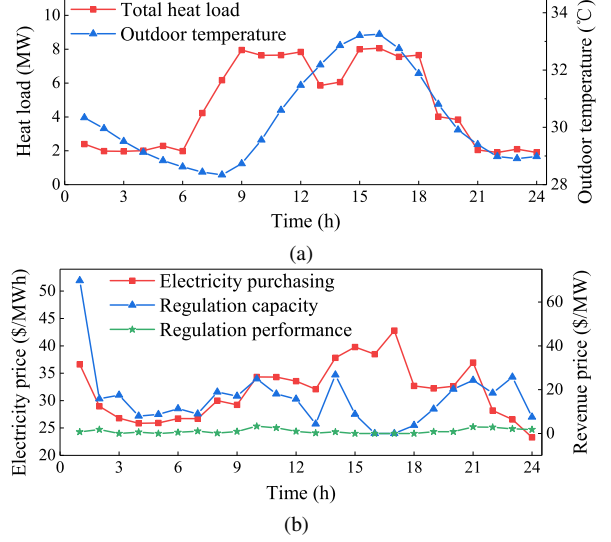 Total heat load
Outdoor temperature
Heat load (MW)
Outdoor temperature (℃)
10
8
6
4
2
0
34
32
30
28
0 3 6 9 12 15 18 21 24
Time (h)
(a)
Electricity purchasing
Regulation capacity
Regulation performance
Electricity price ($/MWh)
Revenue price ($/MW)
50
45
40
35
30
25
20
60
40
20
0
0 3 6 9 12 15 18 21 24
Time (h)
(b)